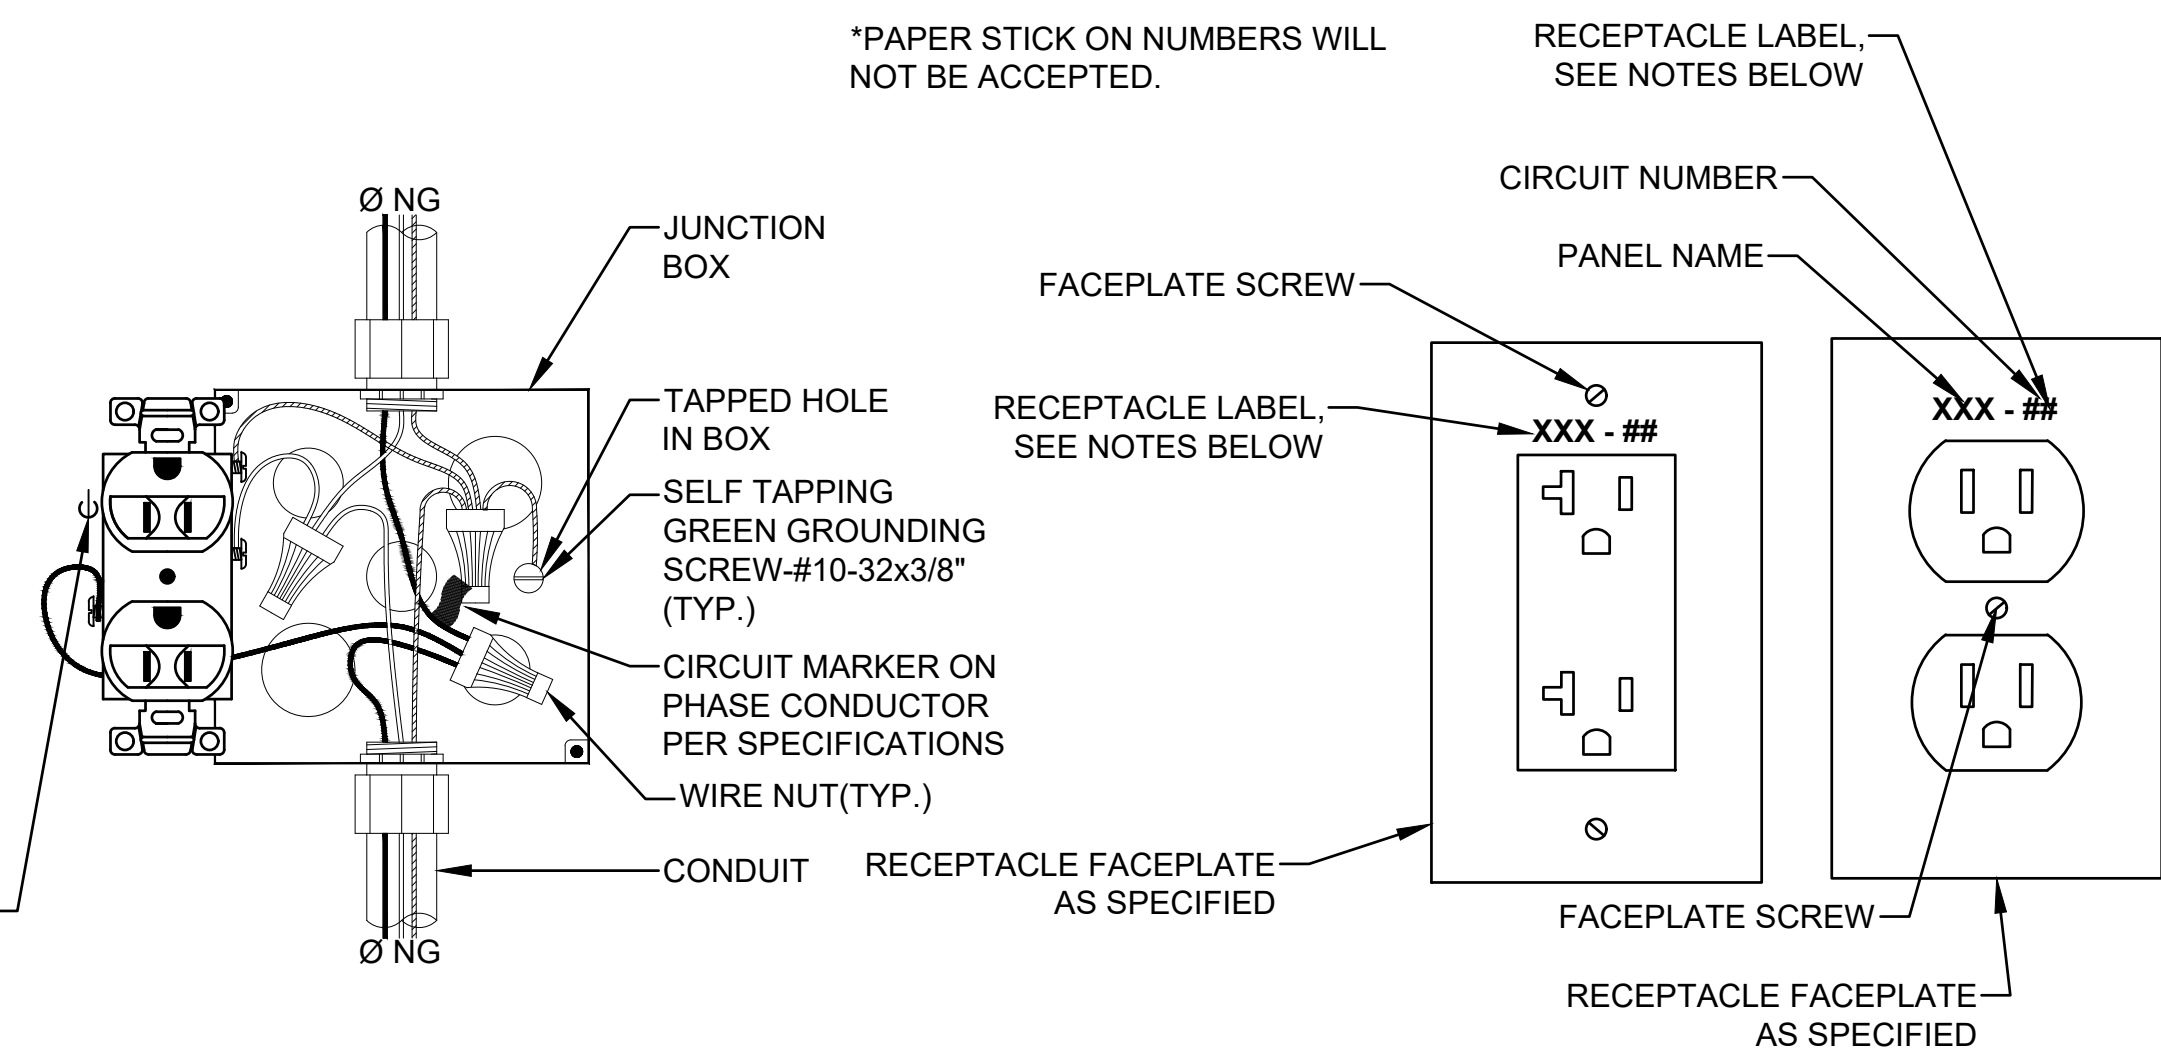 *PAPER STICK ON NUMBERS WILL
NOT BE ACCEPTED.
RECEPTACLE LABEL,
SEE NOTES BELOW
CIRCUIT NUMBER
PANEL NAME
Ø NG
JUNCTION
BOX
FACEPLATE SCREW
TAPPED HOLE
IN BOX
RECEPTACLE LABEL,
SEE NOTES BELOW
XXX - ##
XXX - ##
SELF TAPPING
GREEN GROUNDING
SCREW-#10-32x3/8"
(TYP.)
CIRCUIT MARKER ON
PHASE CONDUCTOR
PER SPECIFICATIONS
WIRE NUT(TYP.)
CONDUIT
RECEPTACLE FACEPLATE
AS SPECIFIED
Ø NG
FACEPLATE SCREW
RECEPTACLE FACEPLATE
AS SPECIFIED